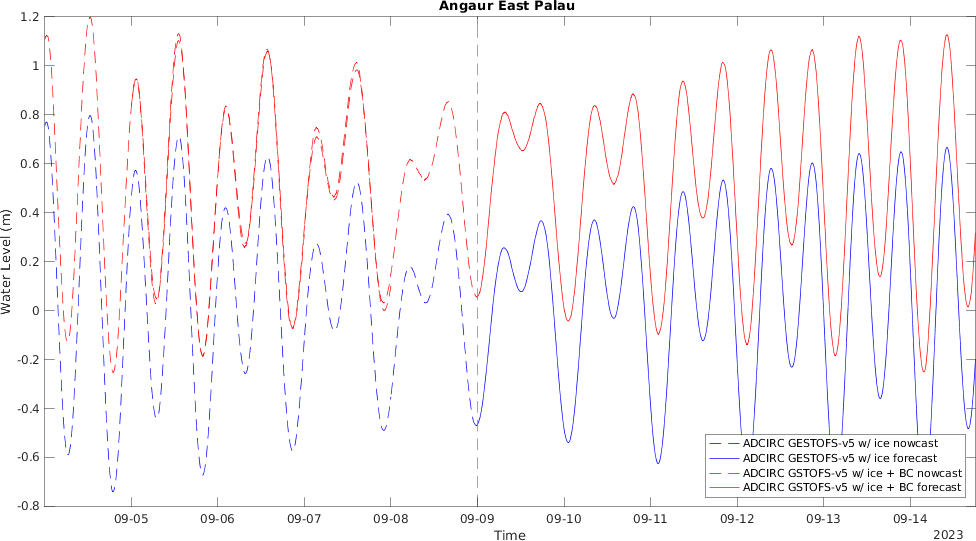 Angaur East Palau
1.2
1
0.8
0.6
0.4
0.2
0
-0.2
-0.4
-0.6
-0.8
Water Level (m)
09-05 09-06 09-07 09-08 09-09 09-10 09-11 09-12 09-13 09-14
Time
2023
ADCIRC GESTOFS-v5 w/ ice nowcast
ADCIRC GESTOFS-v5 w/ ice forecast
ADCIRC GSTOFS-v5 w/ ice + BC nowcast
ADCIRC GSTOFS-v5 w/ ice + BC forecast